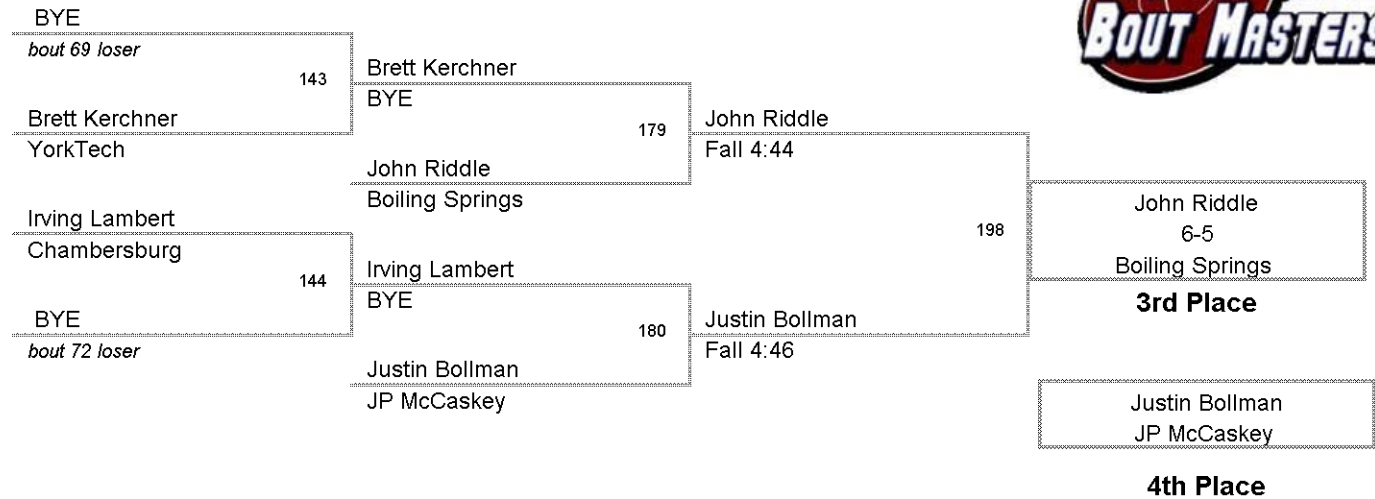 BOUT MASTERS
BYE
bout 69 loser
143
Brett Kerchner
YorkTech
Irving Lambert
Chambersburg
144
BYE
bout 72 loser
Brett Kerchner
BYE
179
John Riddle
Boiling Springs
Irving Lambert
BYE
180
Justin Bollman
JP McCaskey
John Riddle
Fall 4:44
198
Justin Bollman
Fall 4:46
John Riddle
6-5
Boiling Springs
3rd Place
Justin Bollman
JP McCaskey
4th Place